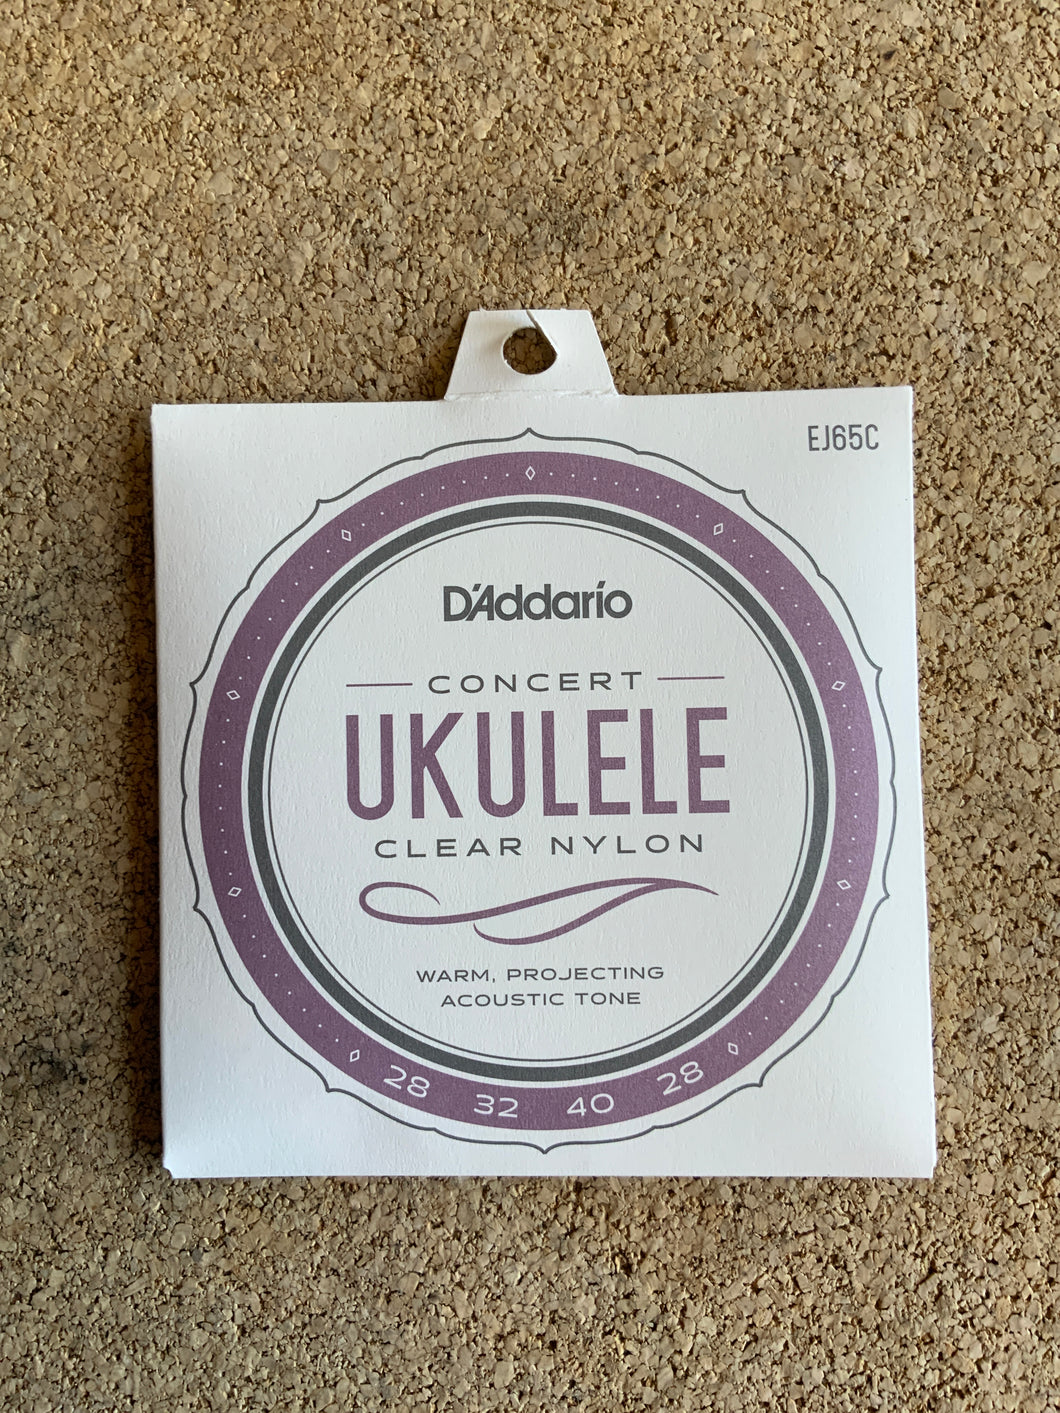 EJ65C
D'Addario
CONCERT
UKULELE
CLEAR NYLON
WARM, PROJECTING
ACOUSTIC TONE
28 32 40 28